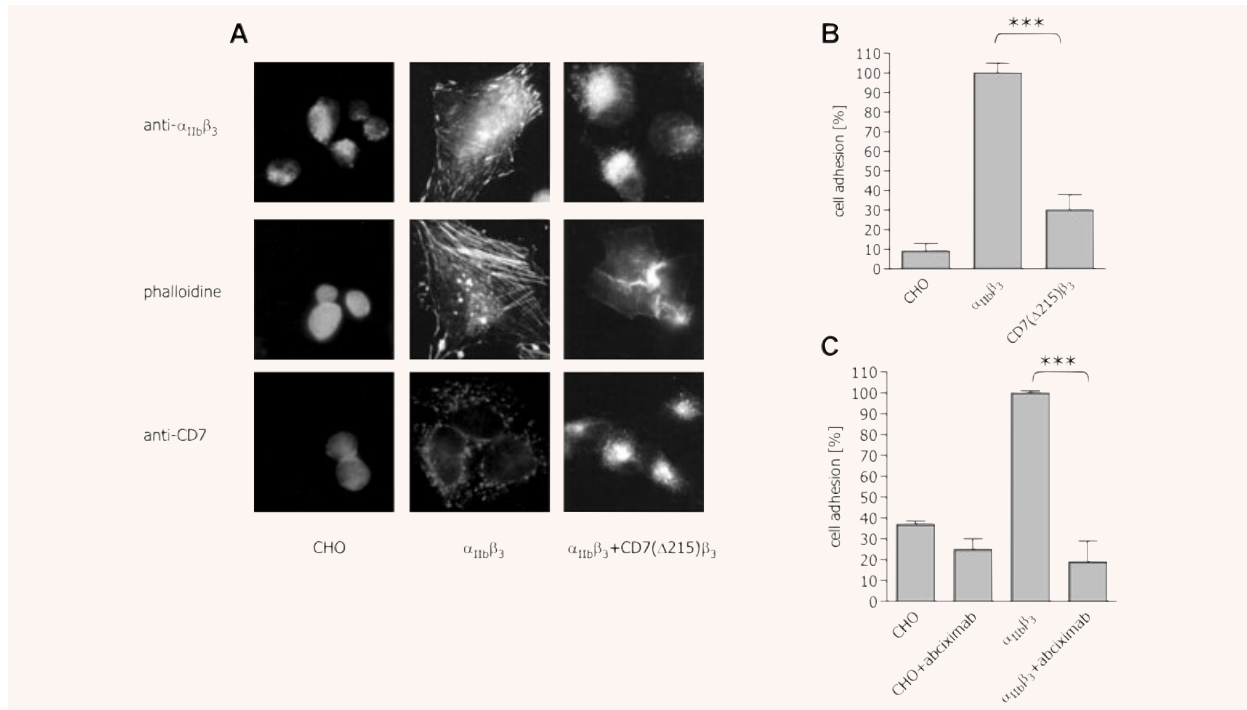 A
anti-αIIbβ3
phalloidine
anti-CD7
CHO
αIIbβ3
αIIbβ3+CD7(Δ215)β3
B
***
cell adhesion [%]
110
100
90
80
70
60
50
40
30
20
10
0
CHO
αIIbβ3
CD7(Δ215)β3
C
***
cell adhesion [%]
110
100
90
80
70
60
50
40
30
20
10
0
CHO
CHO+abciximab
αIIbβ3
αIIbβ3+abciximab